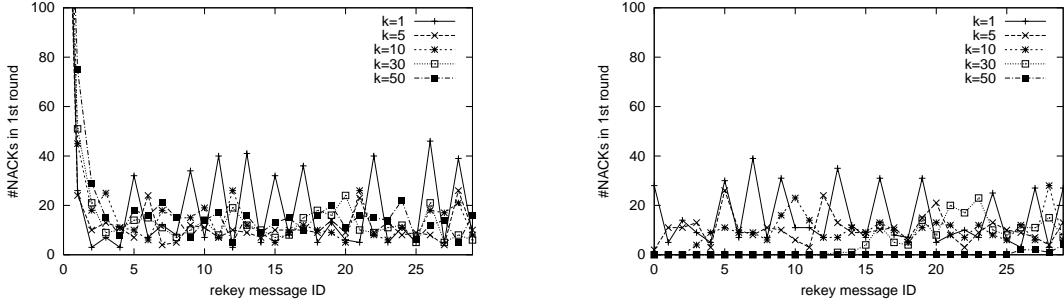 #NACKs in 1st round
100
80
60
40
20
0
k=1
k=5
k=10
k=30
k=50
0 5 10 15 20 25
rekey message ID
#NACKs in 1st round
100
80
60
40
20
0
k=1
k=5
k=10
k=30
k=50
0 5 10 15 20 25
rekey message ID